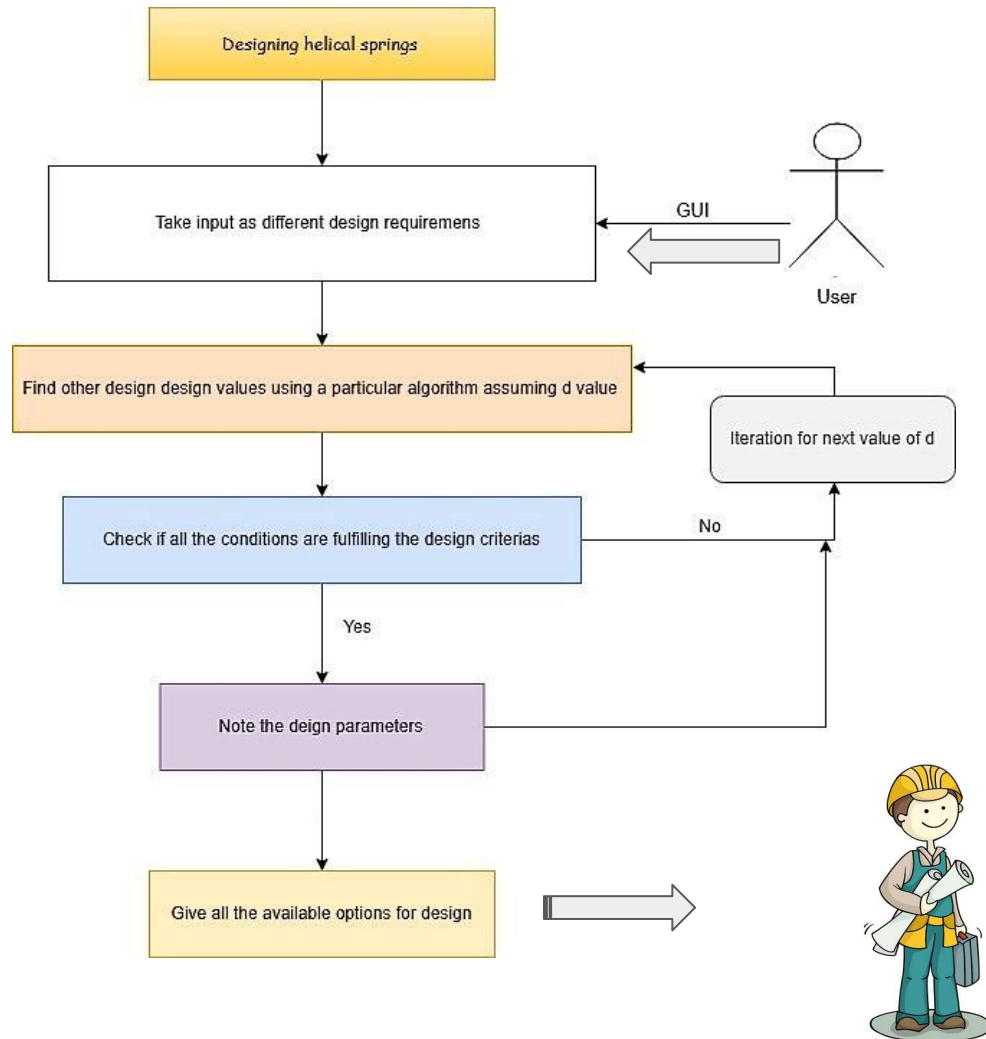 Designing helical springs
Take input as different design requiremens
GUI
User
Find other design design values using a particular algorithm assuming d value
Iteration for next value of d
Check if all the conditions are fulfilling the design criterias
No
Yes
Note the deign parameters
Give all the available options for design